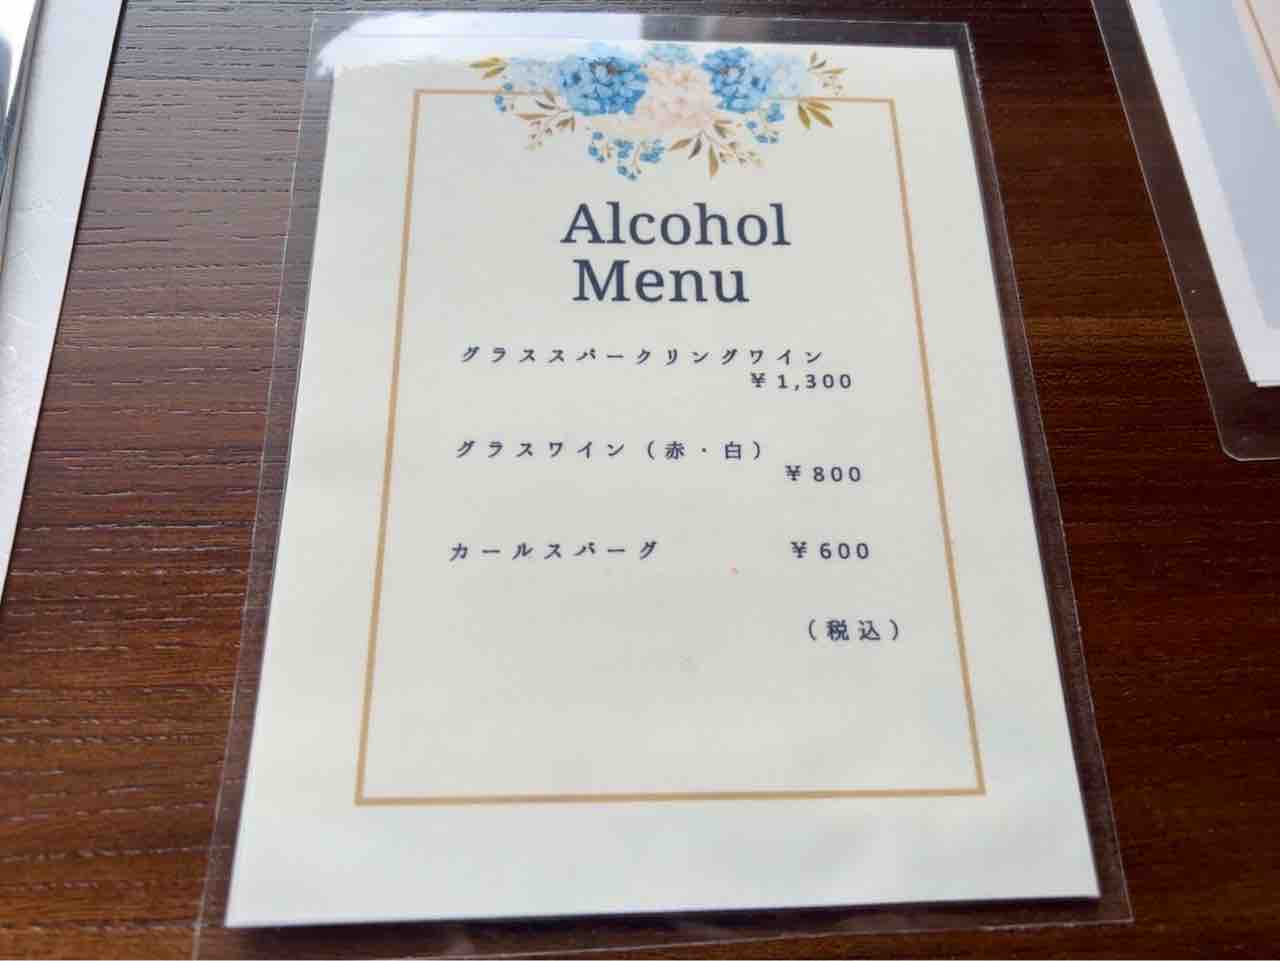 Alcohol
Menu
グラススパークリングワイン
¥1,300
グラスワイン（赤・白）
¥800
カールスバーグ ¥600
（税込）